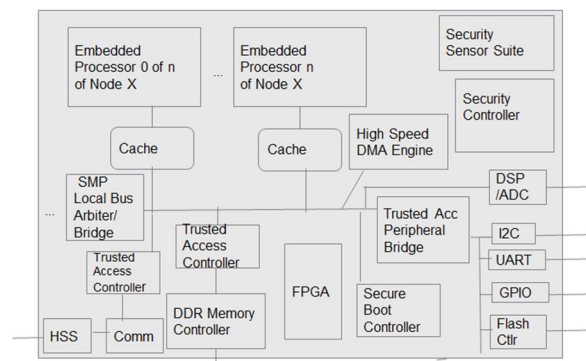 Embedded
Processor 0 of n
of Node X
...
Embedded
Processor n
of Node X
Security
Sensor Suite
Security
Controller
Cache
Cache
High Speed
DMA Engine
SMP
Local Bus
Arbiter/
Bridge
...
DSP
/ADC
Trusted Acc
Peripheral
Bridge
I2C
UART
GPIO
Flash
Ctlr
Trusted
Access
Controller
Trusted
Access
Controller
FPGA
Secure
Boot
Controller
DDR Memory
Controller
HSS
Comm